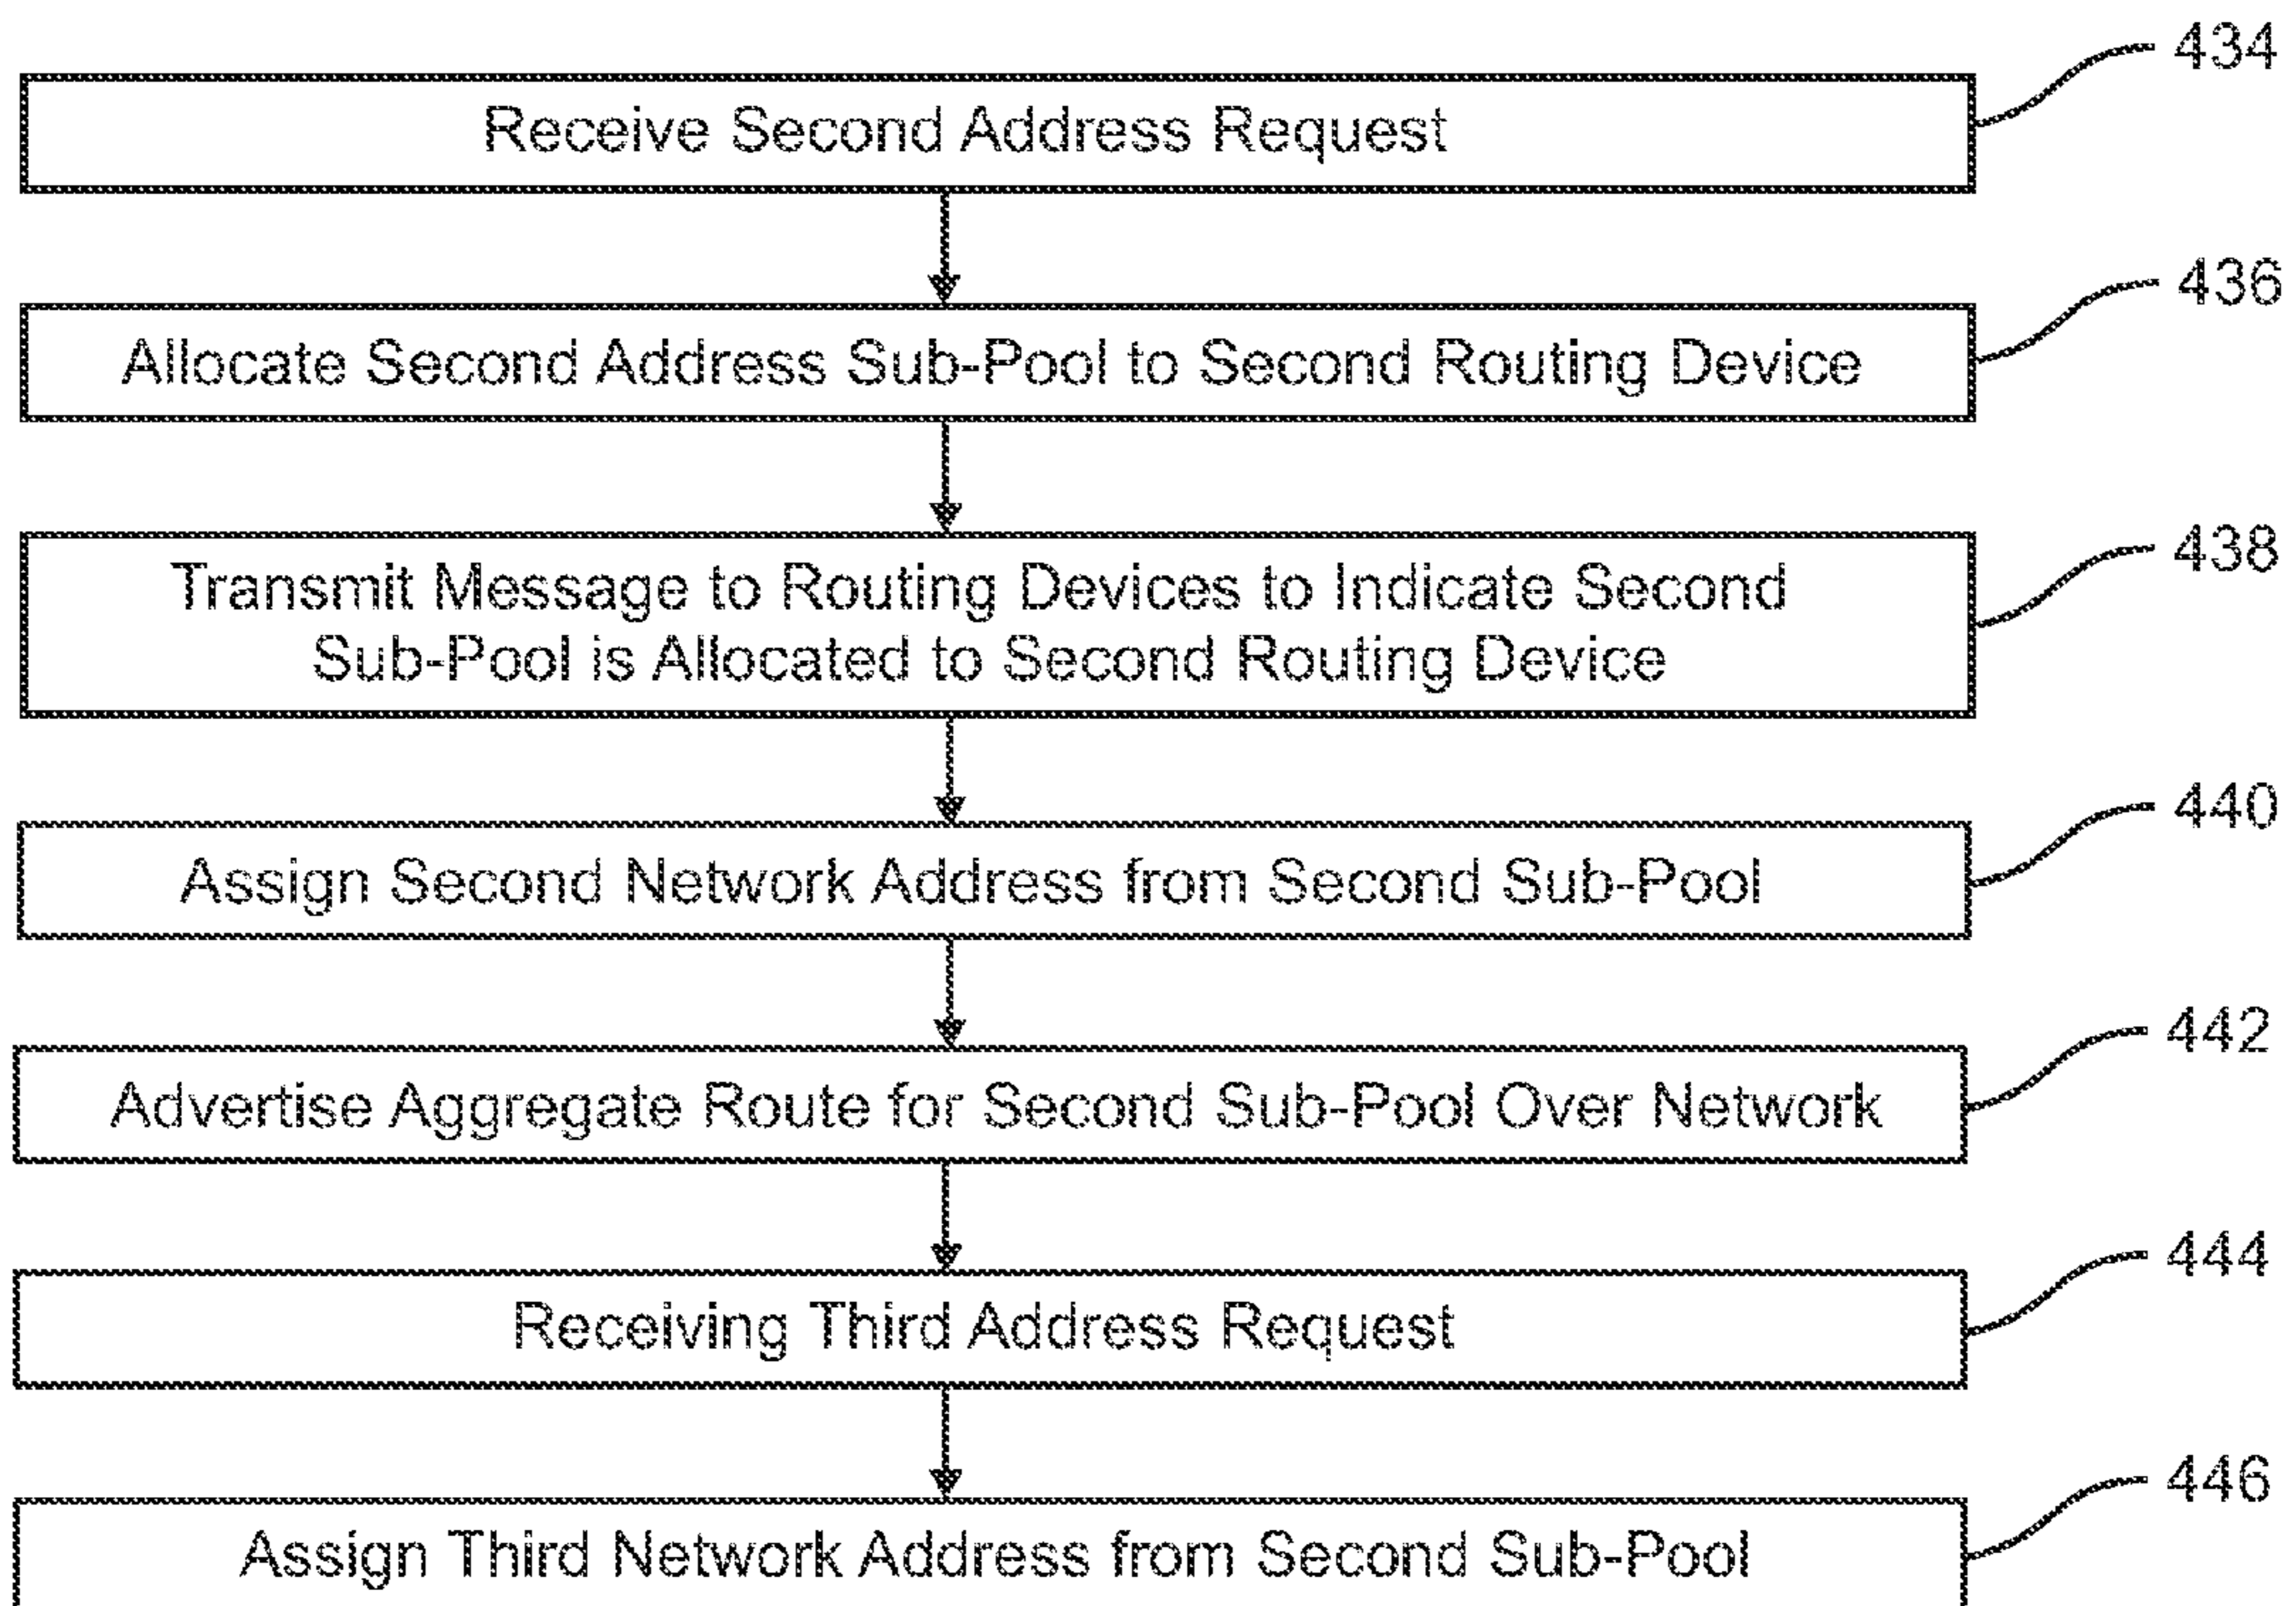 434
Receive Second Address Request
436
Allocate Second Address Sub-Pool to Second Routing Device
438
Transmit Message to Routing Devices to Indicate Second
Sub-Pool is Allocated to Second Routing Device
440
Assign Second Network Address from Second Sub-Pool
442
Advertise Aggregate Route for Second Sub-Pool Over Network
444
Receiving Third Address Request
446
Assign Third Network Address from Second Sub-Pool